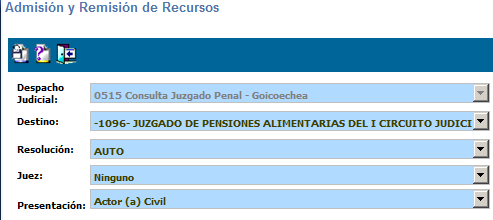 Admisión y Remisión de Recursos
Despacho Judicial: 0515 Consulta Juzgado Penal - Goicoechea
Destino: -1096- JUZGADO DE PENSIONES ALIMENTARIAS DEL I CIRCUITO JUDICI
Resolución: AUTO
Juez: Ninguno
Presentación: Actor (a) Civil